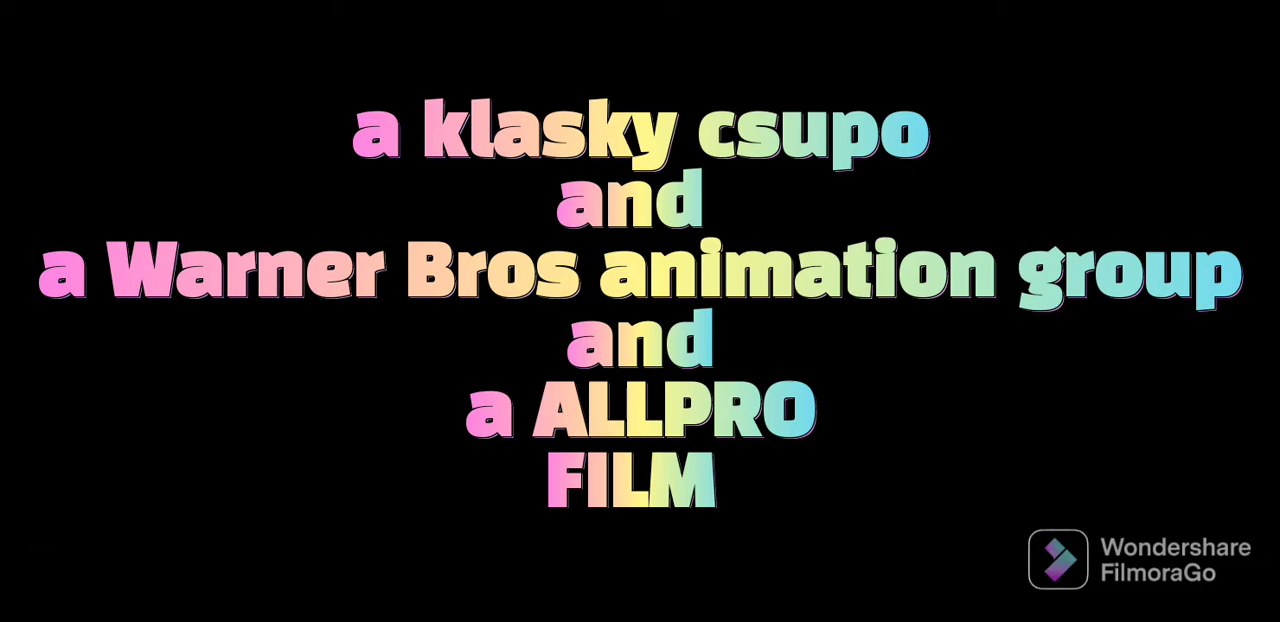 a klasky csupo
and
a Warner Bros animation group
and
a ALLPRO
FILM
Wondershare
FilmoraGo